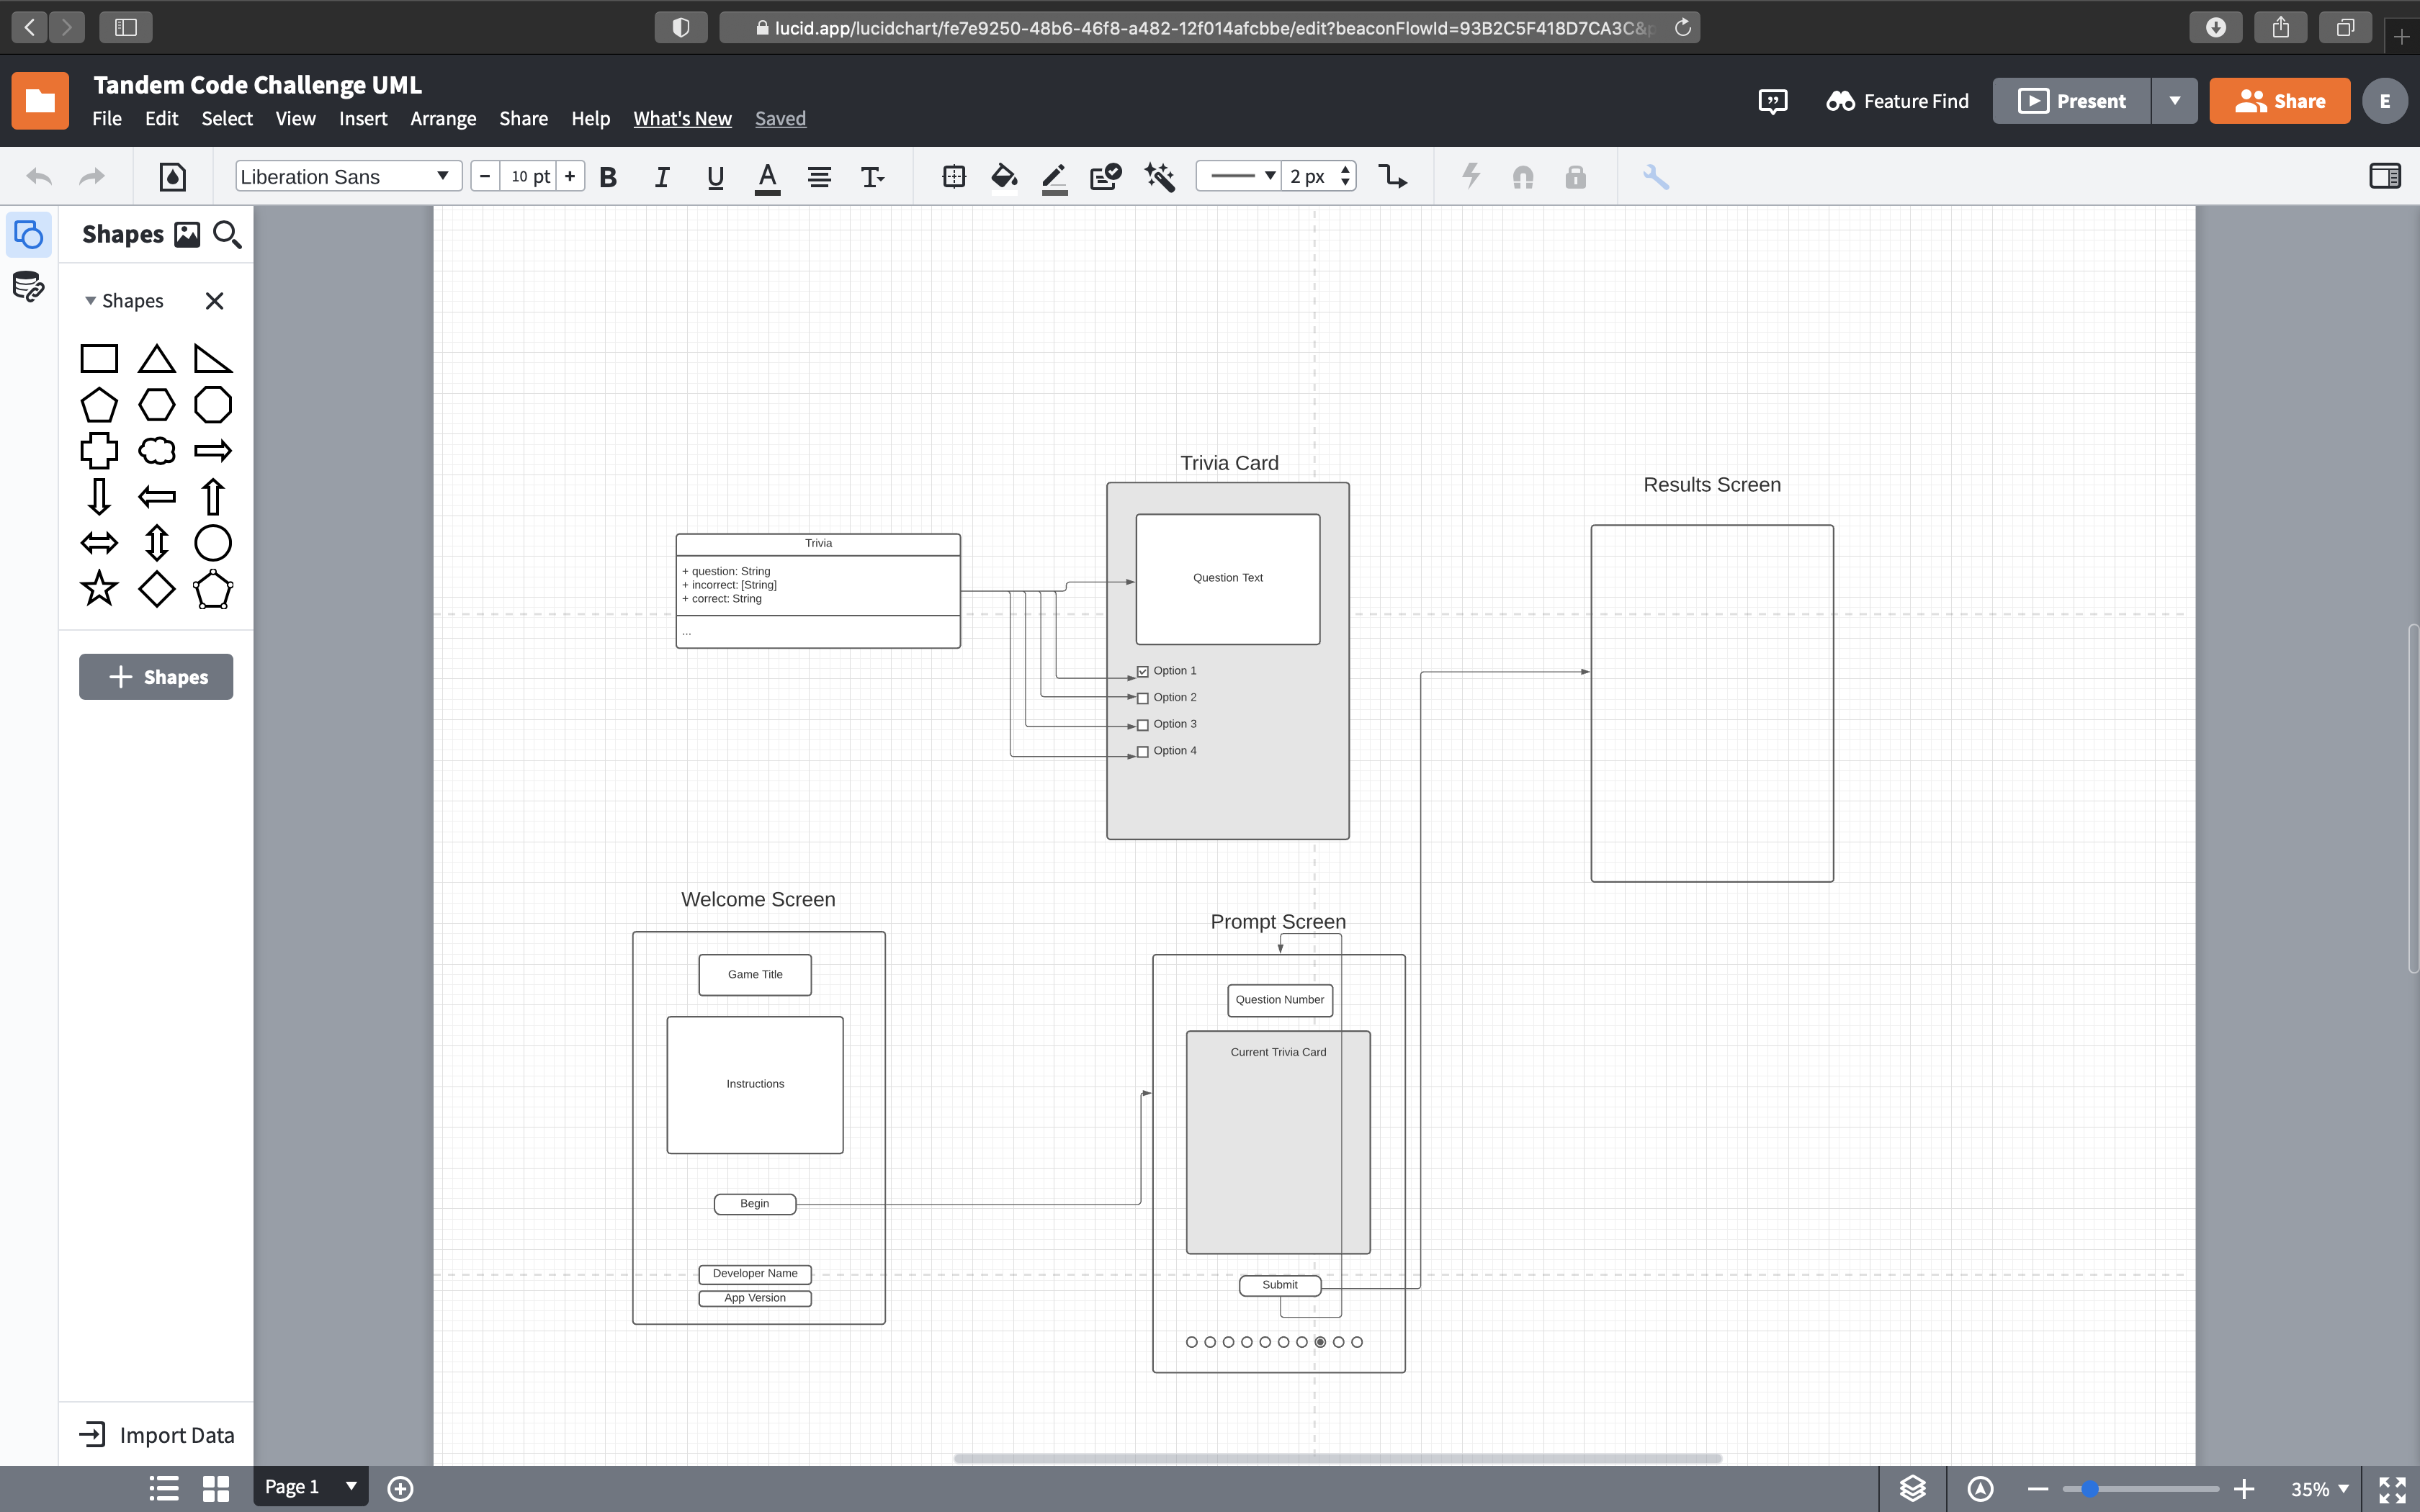 lucid.app/lucidchart/fe7e9250-48b6-46f8-a482-12f014afcbbe/edit?beaconFlowId=93B2C5F418D7CA3C&p
Tandem Code Challenge UML
File Edit Select View Insert Arrange Share Help What's New Saved
Feature Find
Present
Share
E
Liberation Sans
10 pt
B I U A T
2 px
Shapes
Shapes
Shapes
Import Data
Trivia Card
Results Screen
Trivia
+ question: String
+ incorrect: [String]
+ correct: String
...
Question Text
Option 1
Option 2
Option 3
Option 4
Welcome Screen
Game Title
Instructions
Begin
Developer Name
App Version
Prompt Screen
Question Number
Current Trivia Card
Submit
Page 1
35%